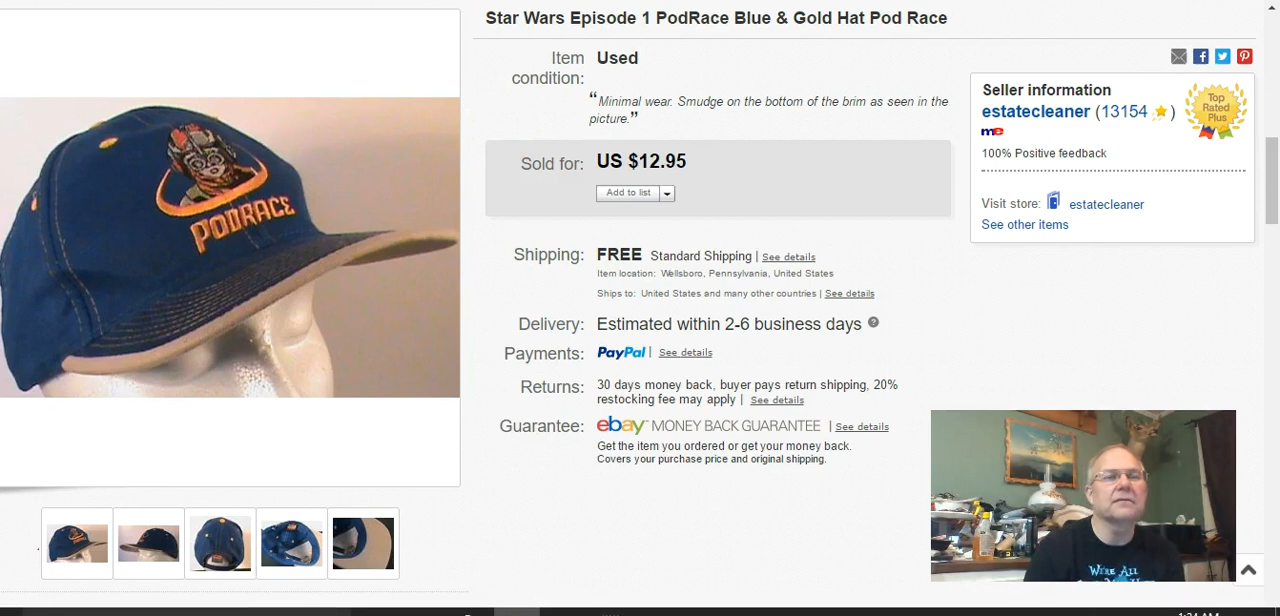 Star Wars Episode 1 PodRace Blue & Gold Hat Pod Race
Item condition:
Used
“Minimal wear. Smudge on the bottom of the brim as seen in the
picture.”
Sold for:
US $12.95
Add to list
Shipping:
FREE Standard Shipping | See details
Item location: Wellsboro, Pennsylvania, United States
Ships to: United States and many other countries | See details
Delivery:
Estimated within 2-6 business days
Payments:
PayPal | See details
Returns:
30 days money back, buyer pays return shipping, 20%
restocking fee may apply | See details
Guarantee:
ebay MONEY BACK GUARANTEE | See details
Get the item you ordered or get your money back.
Covers your purchase price and original shipping.
Seller information
estatecleaner (13154 )
me
100% Positive feedback
Visit store: estatecleaner
See other items
Top
Rated
Plus
PODRACE
WE'RE ALL